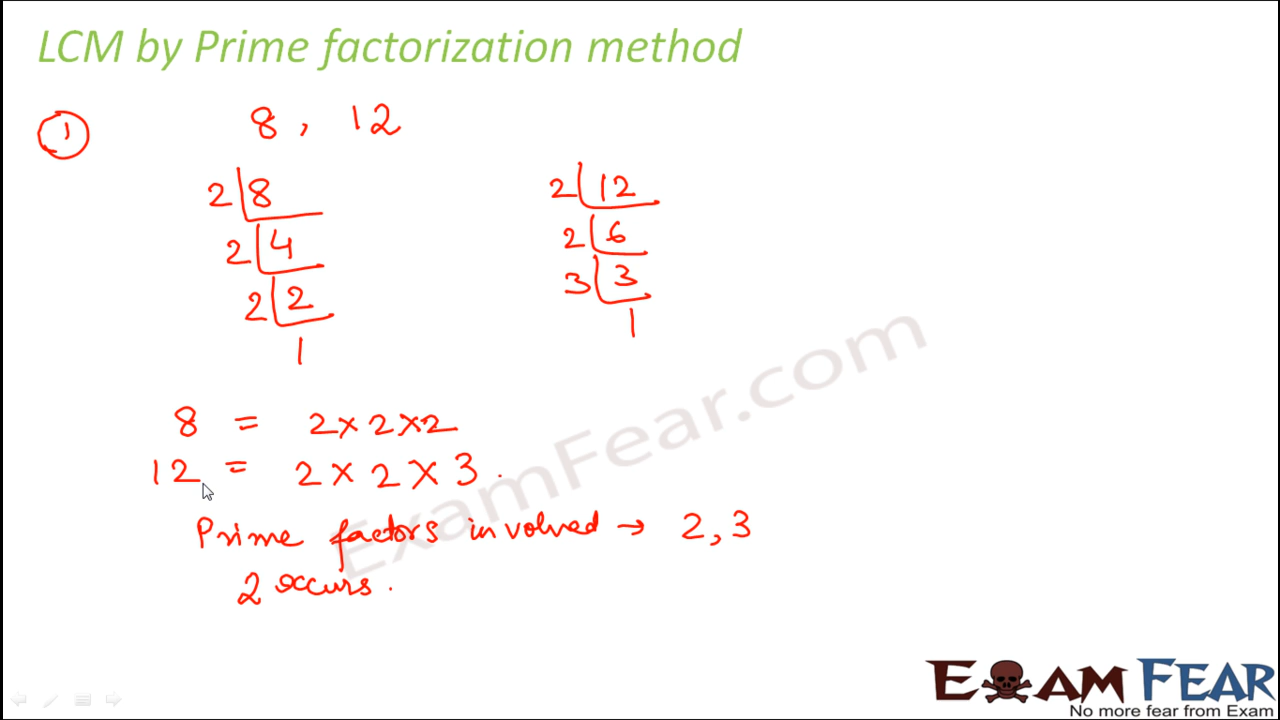 LCM by Prime factorization method
1 8, 12
2 8 2 12
2 4 2 6
2 2 3 3
1 1
8 = 2×2×2
12 = 2 × 2 × 3 .
Prime factors involved → 2, 3
2 occurs .
ExamFear.com
EXAM FEAR
No more fear from Exam